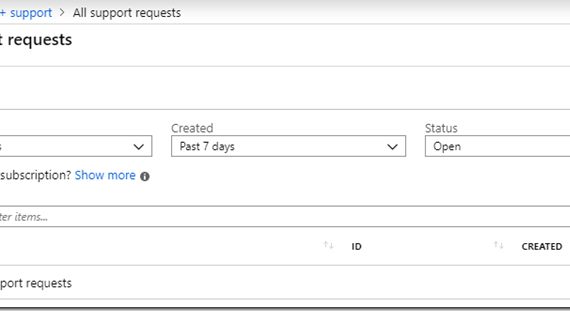 + support > All support requests
t requests
Created Status
s Past 7 days Open
subscription? Show more
ter items...
ID CREATED
port requests